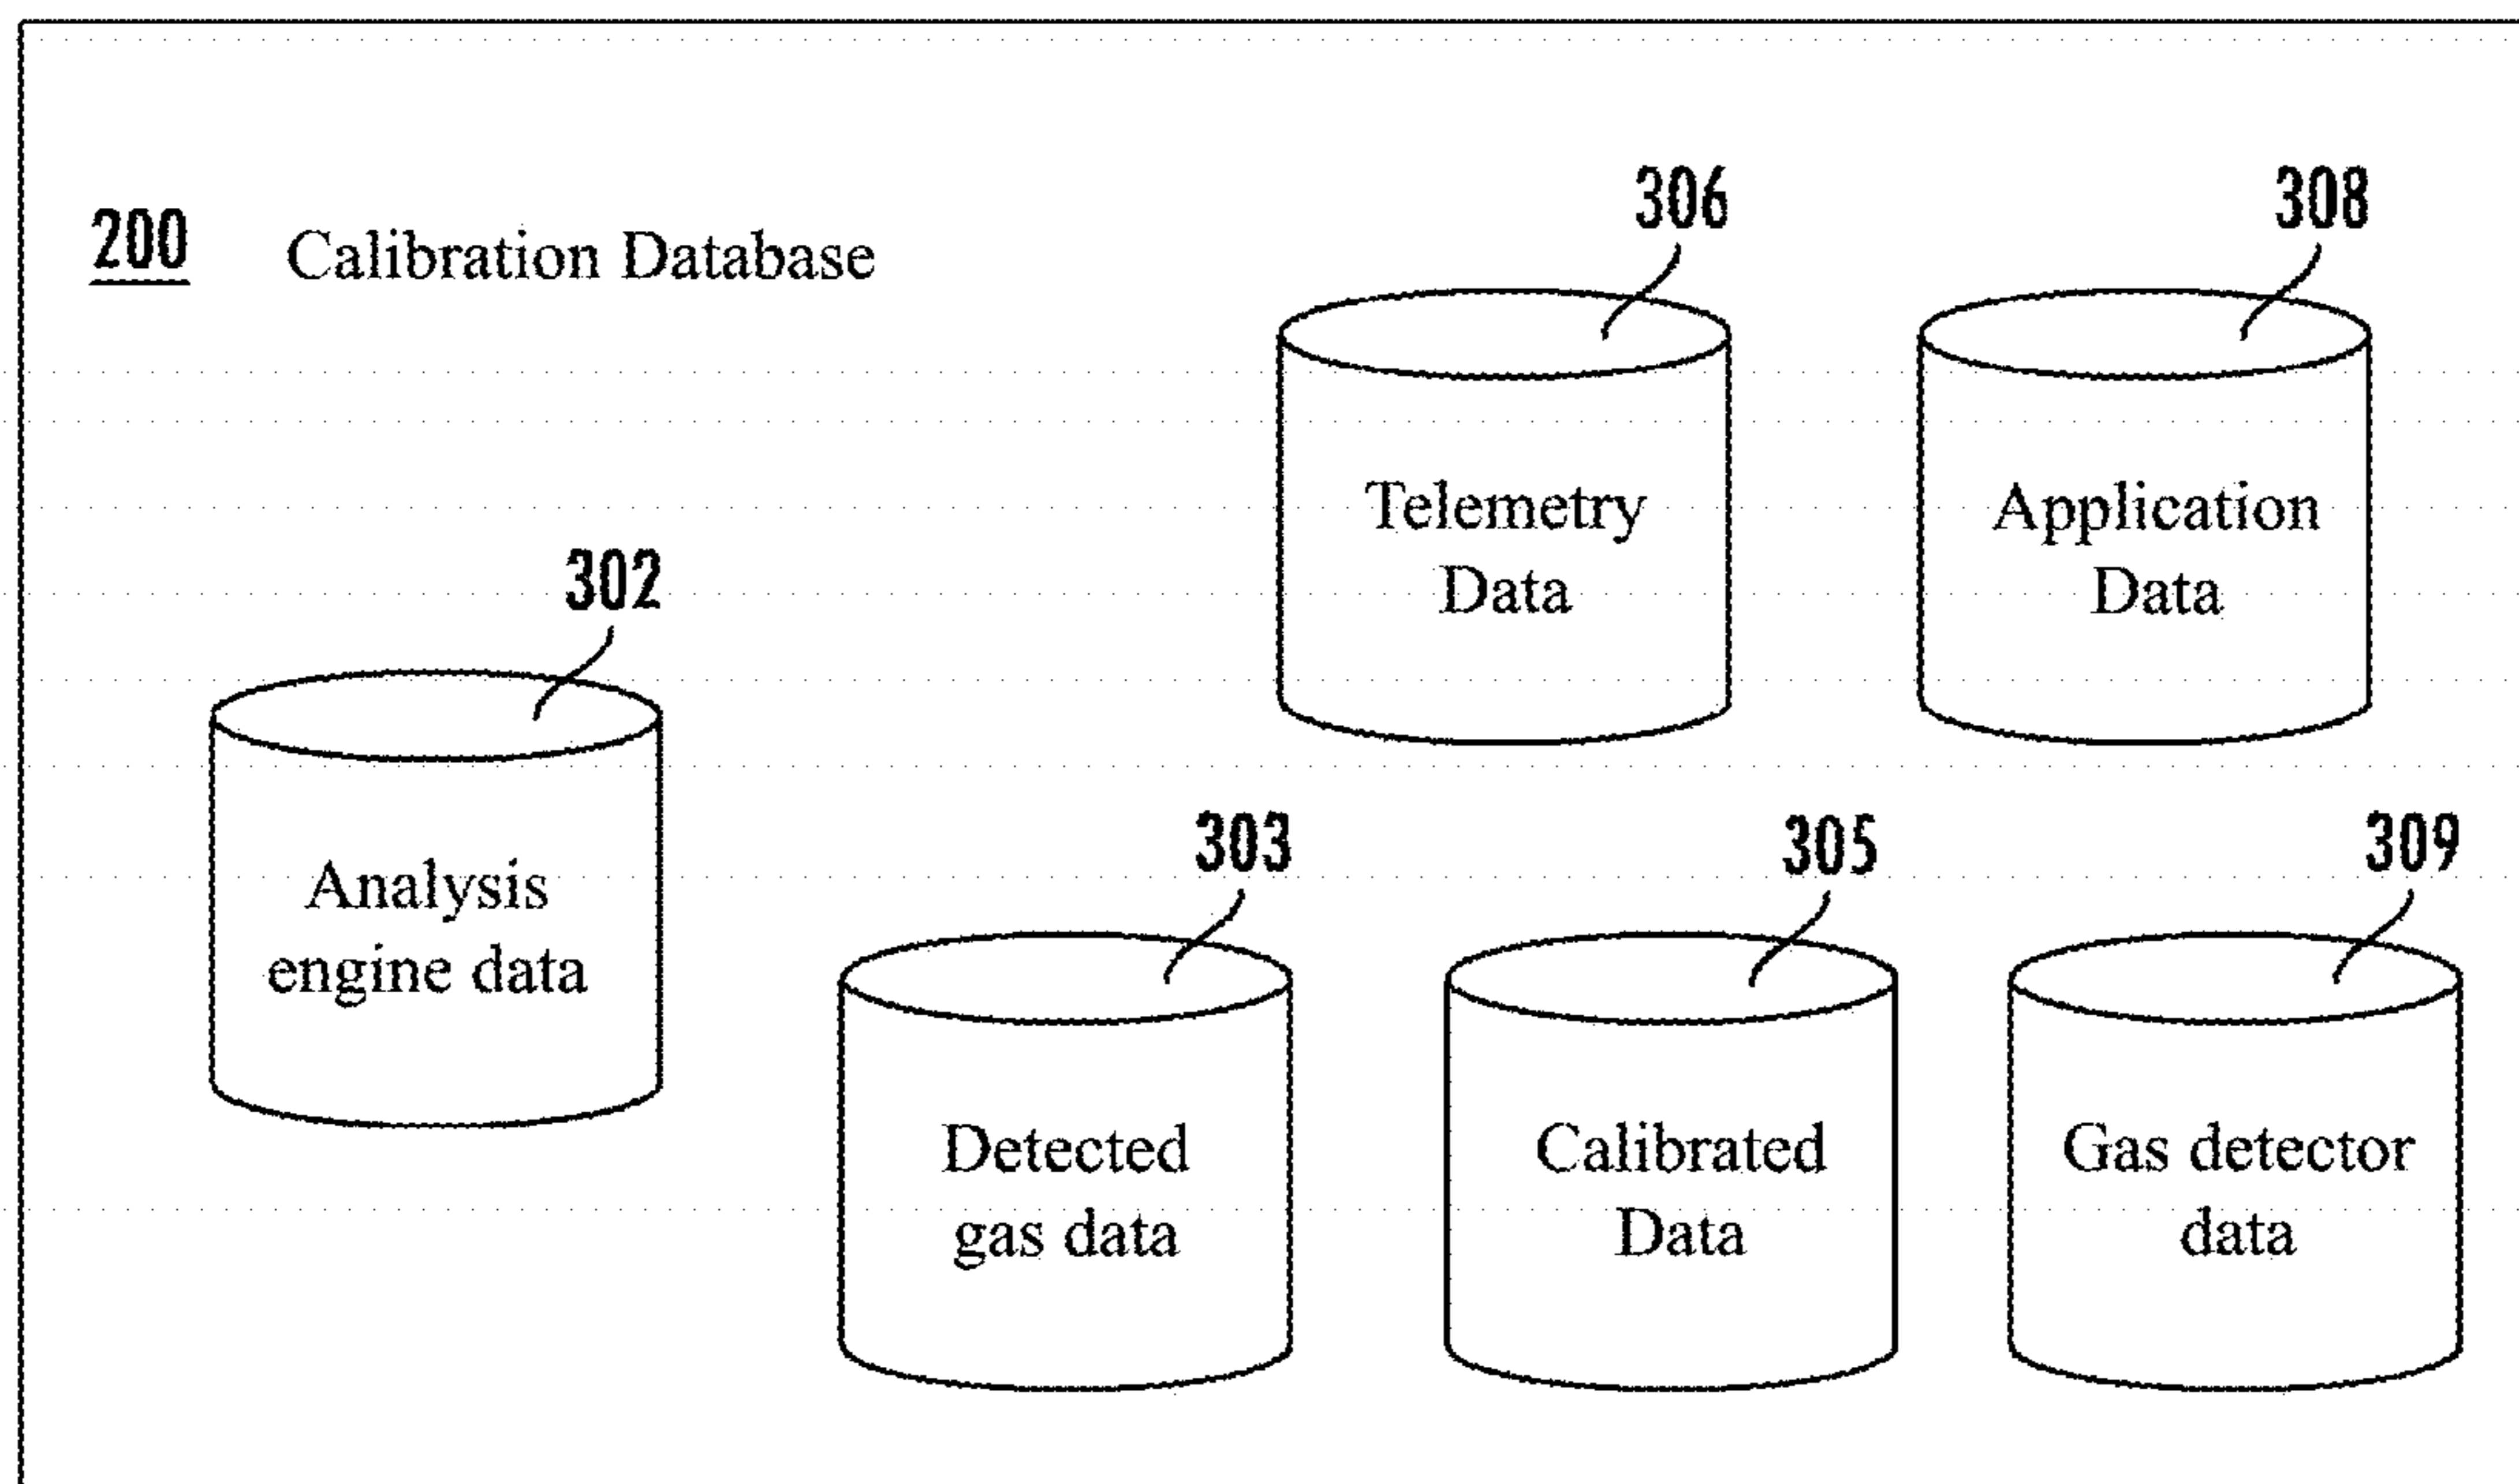 200 Calibration Database
306
Telemetry
Data
308
Application
Data
302
Analysis
engine data
303
Detected
gas data
305
Calibrated
Data
309
Gas detector
data